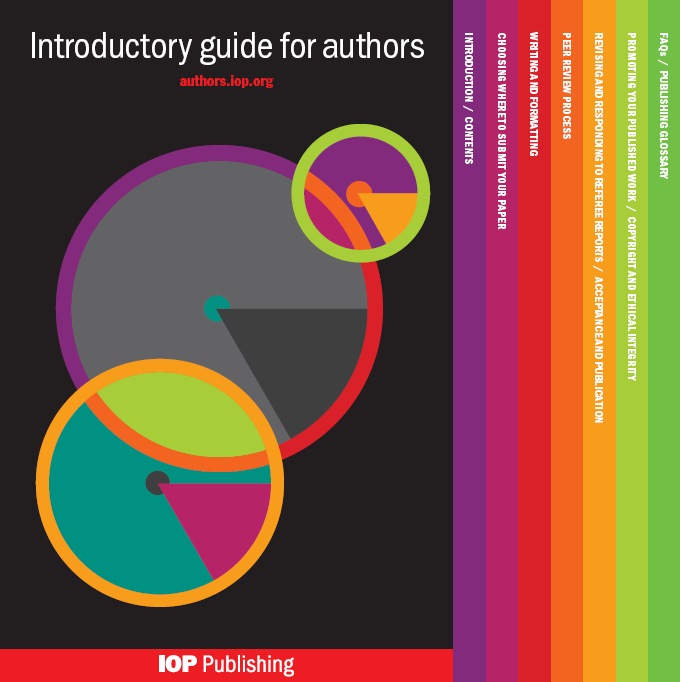 Introductory guide for authors
authors.iop.org
IOP Publishing
INTRODUCTION / CONTENTS
CHOOSING WHERE TO SUBMIT YOUR PAPER
WRITING AND FORMATTING
PEER REVIEW PROCESS
REVISING AND RESPONDING TO REFEREE REPORTS / ACCEPTANCE AND PUBLICATION
PROMOTING YOUR PUBLISHED WORK / COPYRIGHT AND ETHICAL INTEGRITY
FAQs / PUBLISHING GLOSSARY